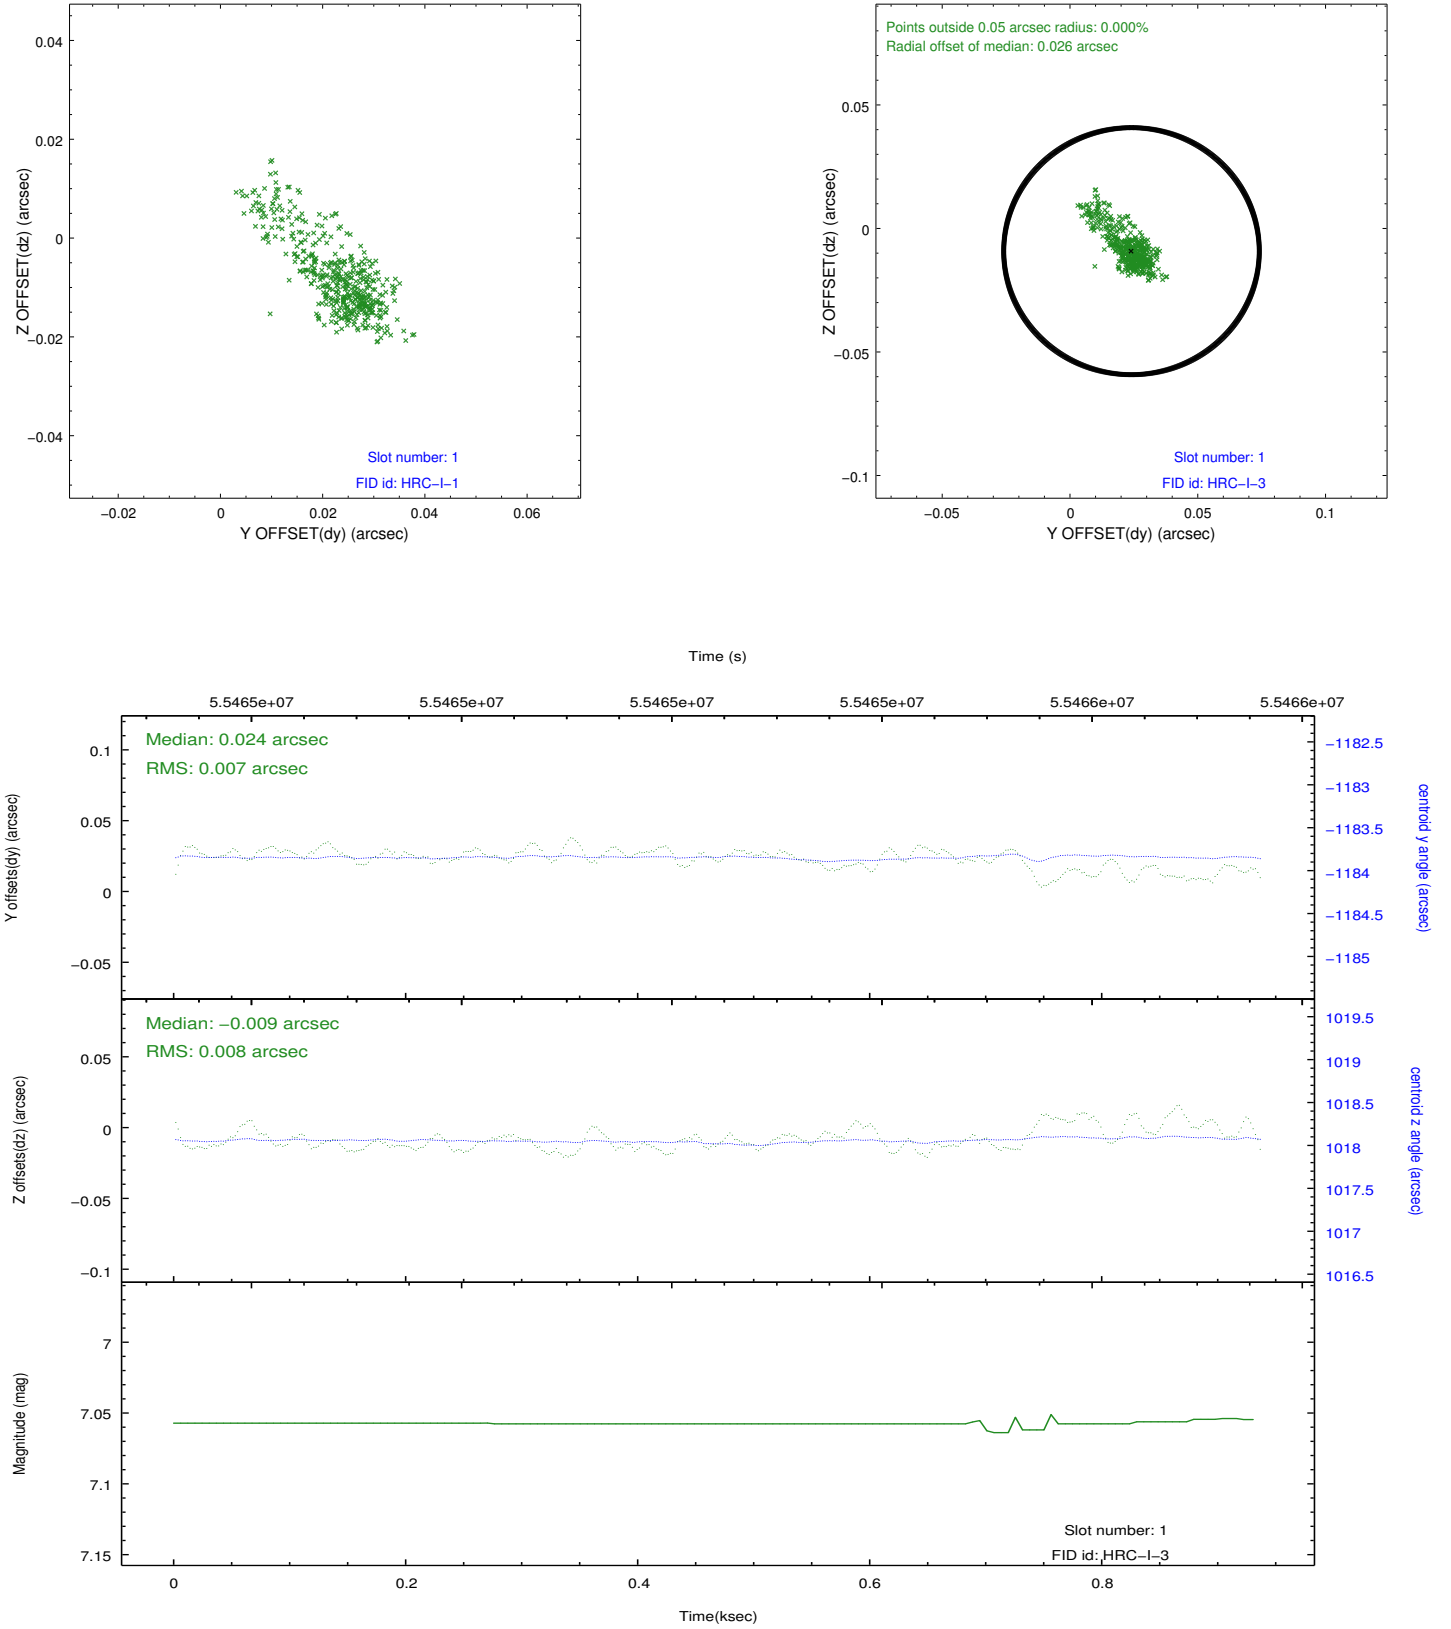 0.04
0.02
0
−0.02
−0.04
Z OFFSET(dz) (arcsec)
Slot number: 1
FID id: HRC−I−1
−0.02
0
0.02
0.04
0.06
Y OFFSET(dy) (arcsec)
Points outside 0.05 arcsec radius: 0.000%
Radial offset of median: 0.026 arcsec
0.05
0
−0.05
−0.1
Z OFFSET(dz) (arcsec)
Slot number: 1
FID id: HRC−I−3
−0.05
0
0.05
0.1
Y OFFSET(dy) (arcsec)
Time (s)
5.5465e+07
5.5465e+07
5.5465e+07
5.5465e+07
5.5466e+07
5.5466e+07
Median: 0.024 arcsec
RMS: 0.007 arcsec
0.1
0.05
0
−0.05
Y offsets(dy) (arcsec)
−1182.5
−1183
−1183.5
−1184
−1184.5
−1185
centroid y angle (arcsec)
Median: −0.009 arcsec
RMS: 0.008 arcsec
0.05
0
−0.05
−0.1
Z offsets(dz) (arcsec)
1019.5
1019
1018.5
1018
1017.5
1017
1016.5
centroid z angle (arcsec)
7
7.05
7.1
7.15
Magnitude (mag)
Slot number: 1
FID id: HRC−I−3
0
0.2
0.4
0.6
0.8
Time(ksec)